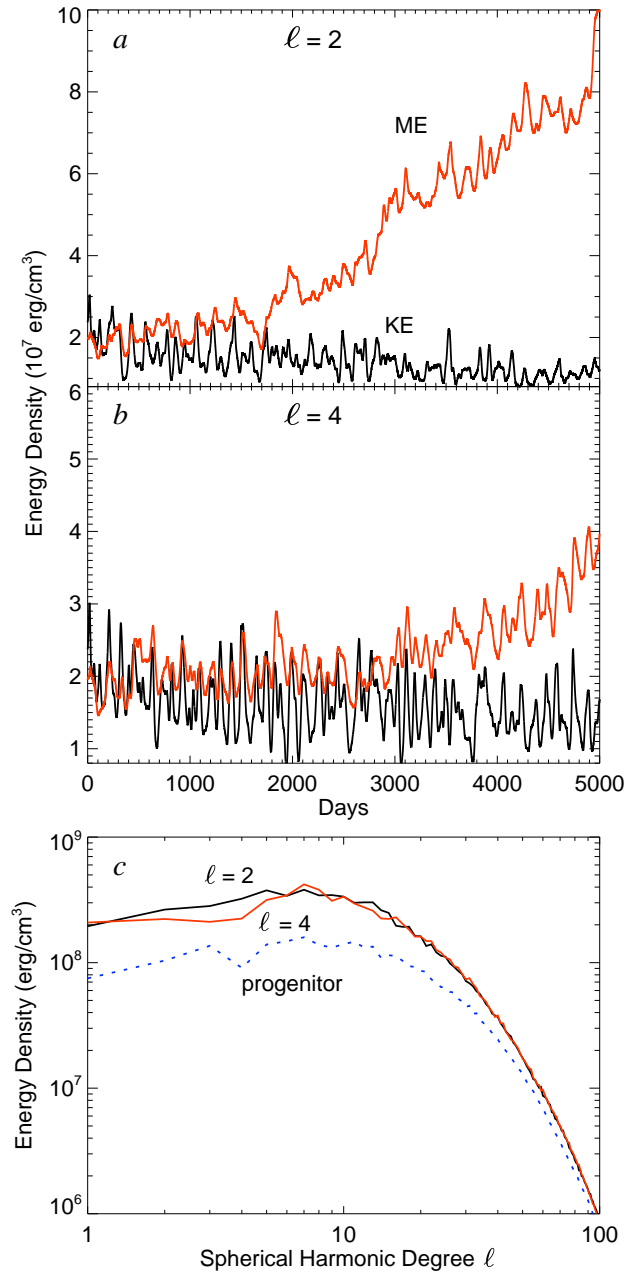 a
ℓ = 2
10
8
6
4
2
ME
KE
Energy Density (10⁷ erg/cm³)
b
ℓ = 4
6
5
4
3
2
1
0 1000 2000 3000 4000 5000
Days
c
10⁹
10⁸
10⁷
10⁶
ℓ = 2
ℓ = 4
progenitor
Energy Density (erg/cm³)
1 10 100
Spherical Harmonic Degree ℓ